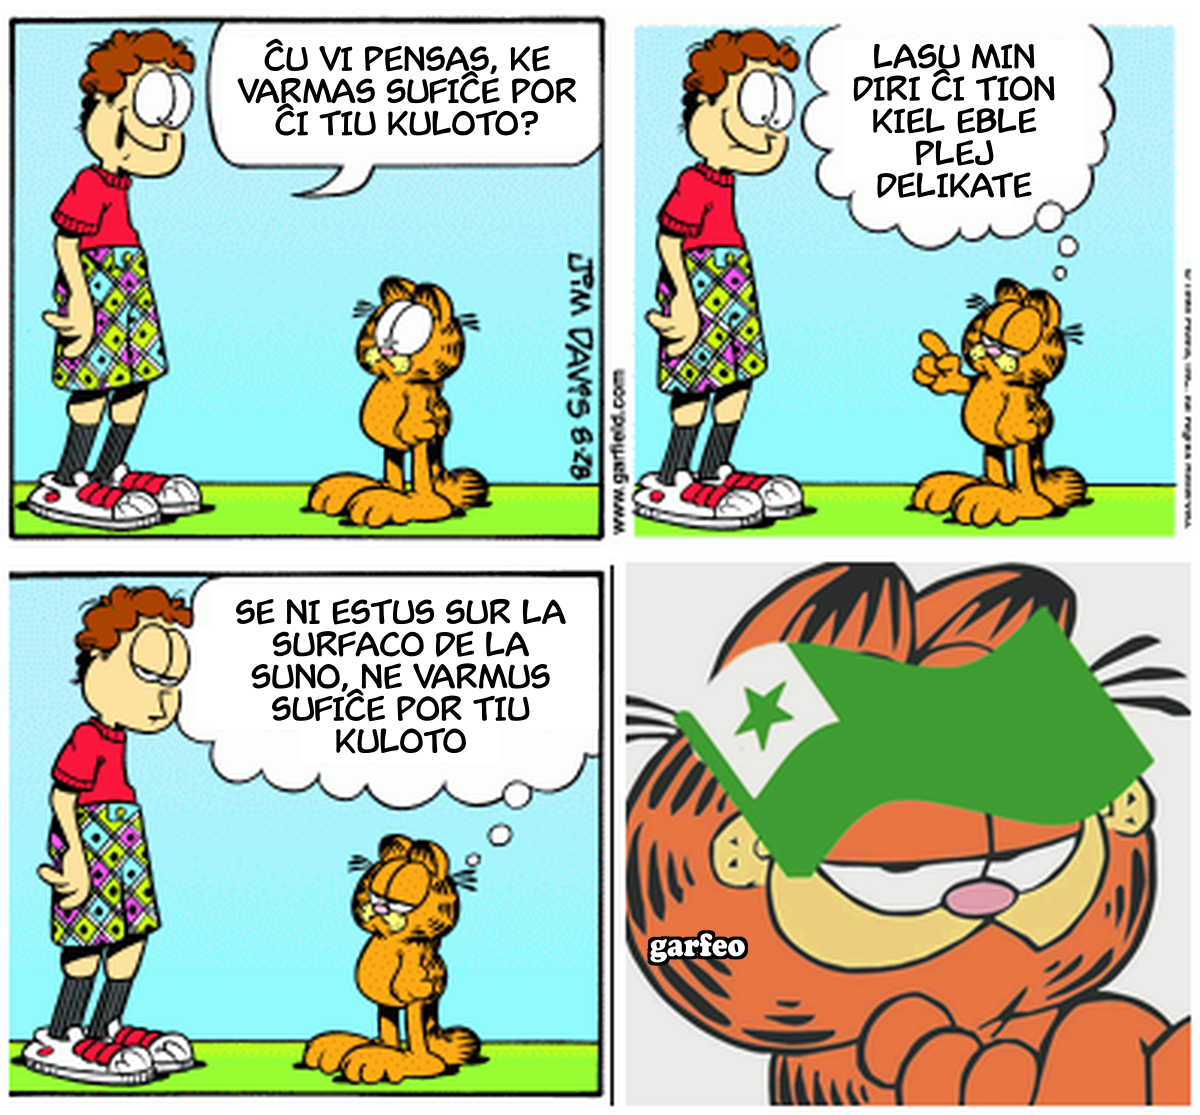 ĈU VI PENSAS, KE
VARMAS SUFIĈE POR
ĈI TIU KULOTO?
JIM DAVIS 8-28
LASU MIN
DIRI ĈI TION
KIEL EBLE
PLEJ
DELIKATE
www.garfield.com
SE NI ESTUS SUR LA
SURFACO DE LA
SUNO, NE VARMUS
SUFIĈE POR TIU
KULOTO
garfeo